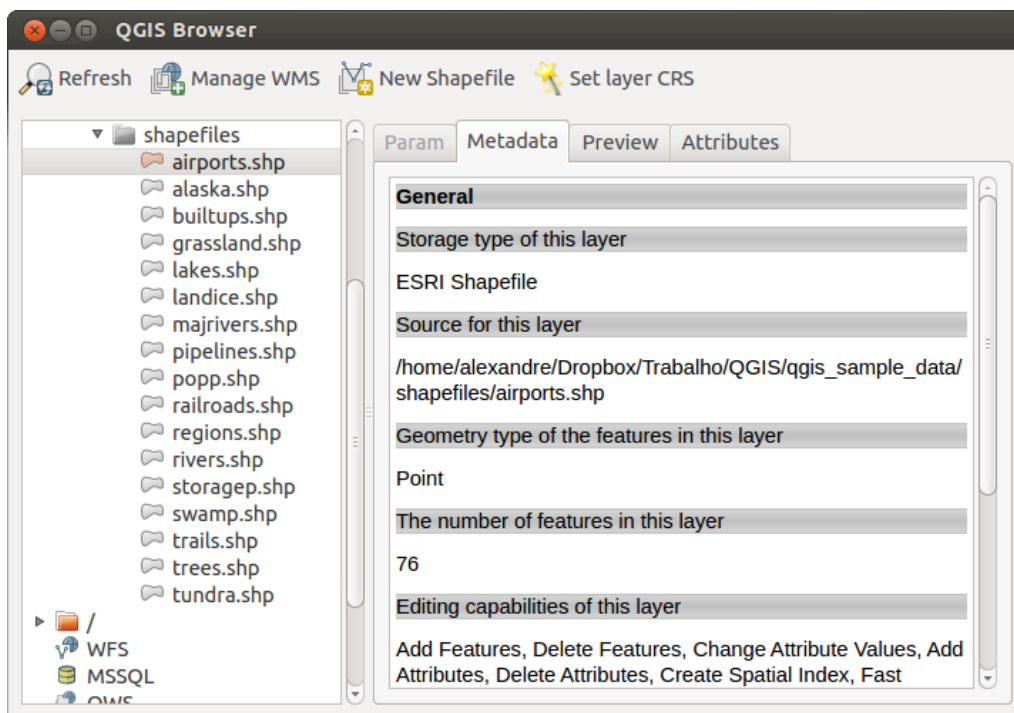 QGIS Browser
Refresh Manage WMS New Shapefile Set layer CRS
shapefiles
airports.shp
alaska.shp
builtups.shp
grassland.shp
lakes.shp
landice.shp
majrivers.shp
pipelines.shp
popp.shp
railroads.shp
regions.shp
rivers.shp
storagep.shp
swamp.shp
trails.shp
trees.shp
tundra.shp
/
WFS
MSSQL
Param Metadata Preview Attributes
General
Storage type of this layer
ESRI Shapefile
Source for this layer
/home/alexandre/Dropbox/Trabalho/QGIS/qgis_sample_data/
shapefiles/airports.shp
Geometry type of the features in this layer
Point
The number of features in this layer
76
Editing capabilities of this layer
Add Features, Delete Features, Change Attribute Values, Add
Attributes, Delete Attributes, Create Spatial Index, Fast